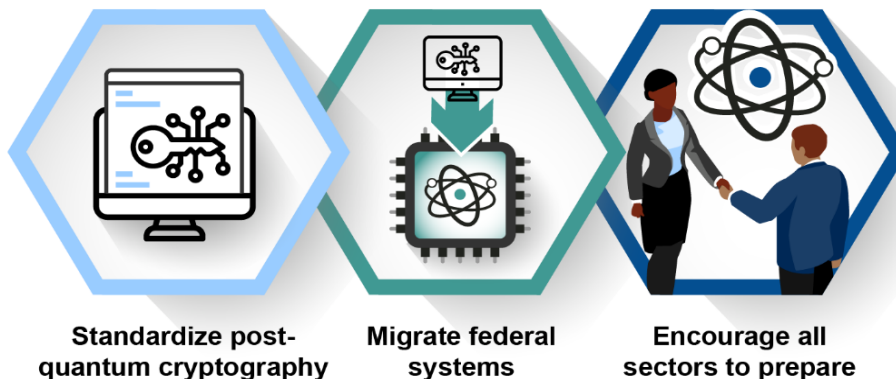 Standardize post-
quantum cryptography
Migrate federal
systems
Encourage all
sectors to prepare